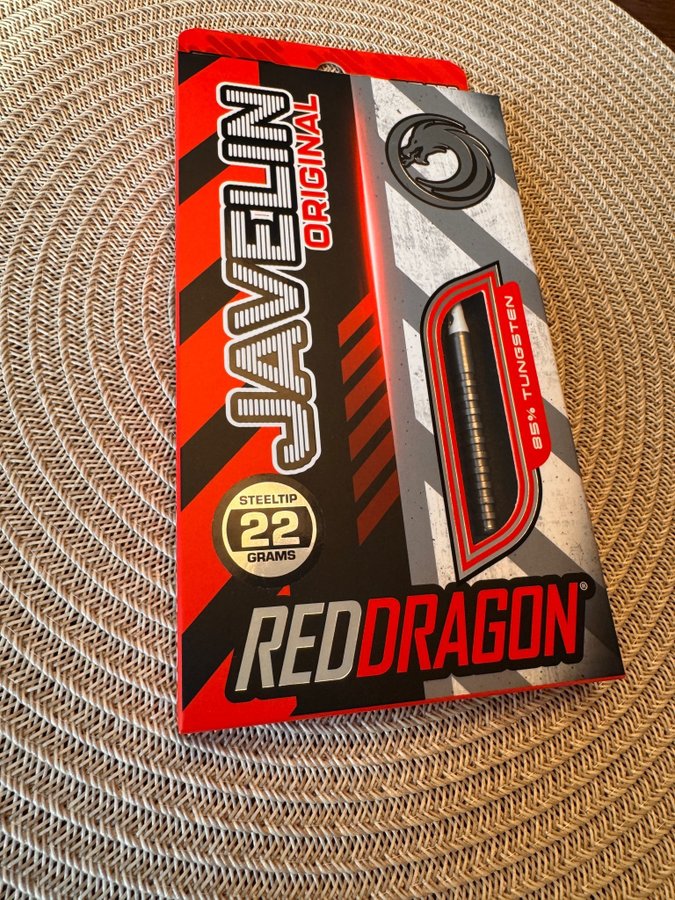 JAVELIN
ORIGINAL
85% TUNGSTEN
STEELTIP
22
GRAMS
REDDRAGON®